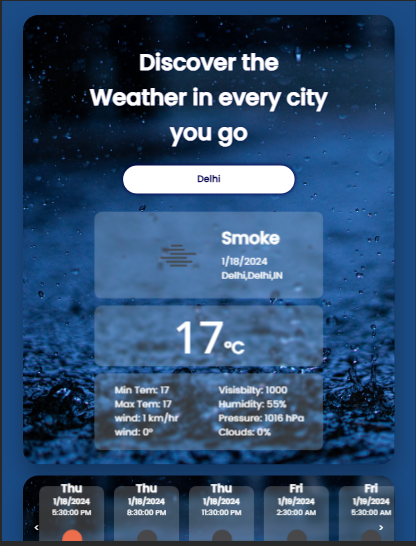 Discover the
Weather in every city
you go
Delhi
Smoke
1/18/2024
Delhi,Delhi,IN
17°C
Min Tem: 17
Max Tem: 17
wind: 1 km/hr
wind: 0°
Visibilty: 1000
Humidity: 55%
Pressure: 1016 hPa
Clouds: 0%
Thu
1/18/2024
5:30:00 PM
Thu
1/18/2024
8:30:00 PM
Thu
1/18/2024
11:30:00 PM
Fri
1/19/2024
2:30:00 AM
Fri
1/19/2024
5:30:00 AM